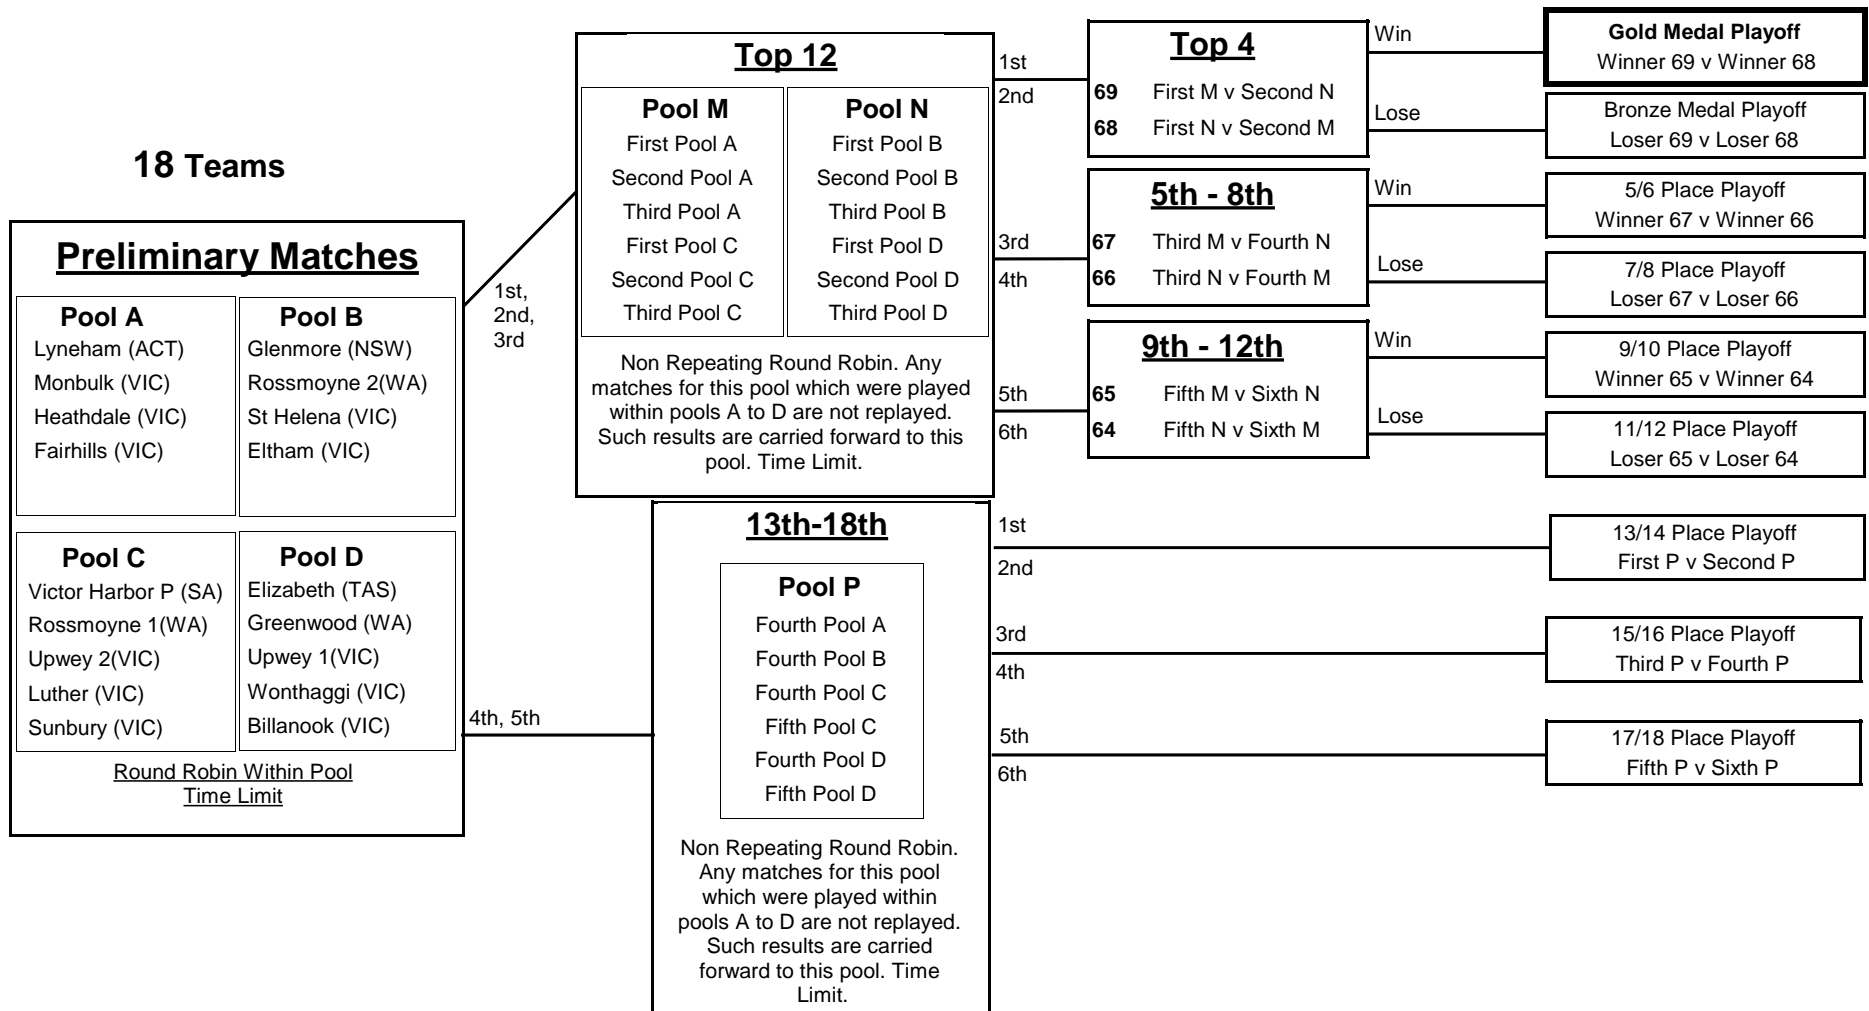 18 Teams
Preliminary Matches
Pool A
Lyneham (ACT)
Monbulk (VIC)
Heathdale (VIC)
Fairhills (VIC)
Pool B
Glenmore (NSW)
Rossmoyne 2(WA)
St Helena (VIC)
Eltham (VIC)
Pool C
Victor Harbor P (SA)
Rossmoyne 1(WA)
Upwey 2(VIC)
Luther (VIC)
Sunbury (VIC)
Pool D
Elizabeth (TAS)
Greenwood (WA)
Upwey 1(VIC)
Wonthaggi (VIC)
Billanook (VIC)
Round Robin Within Pool
Time Limit
1st,
2nd,
3rd
4th, 5th
Top 12
Pool M
First Pool A
Second Pool A
Third Pool A
First Pool C
Second Pool C
Third Pool C
Pool N
First Pool B
Second Pool B
Third Pool B
First Pool D
Second Pool D
Third Pool D
Non Repeating Round Robin. Any
matches for this pool which were played
within pools A to D are not replayed.
Such results are carried forward to this
pool. Time Limit.
13th-18th
Pool P
Fourth Pool A
Fourth Pool B
Fourth Pool C
Fifth Pool C
Fourth Pool D
Fifth Pool D
Non Repeating Round Robin.
Any matches for this pool
which were played within
pools A to D are not replayed.
Such results are carried
forward to this pool. Time
Limit.
1st
2nd
3rd
4th
5th
6th
1st
2nd
3rd
4th
5th
6th
Top 4
69 First M v Second N
68 First N v Second M
Win
Lose
5th - 8th
67 Third M v Fourth N
66 Third N v Fourth M
Win
Lose
9th - 12th
65 Fifth M v Sixth N
64 Fifth N v Sixth M
Win
Lose
Gold Medal Playoff
Winner 69 v Winner 68
Bronze Medal Playoff
Loser 69 v Loser 68
5/6 Place Playoff
Winner 67 v Winner 66
7/8 Place Playoff
Loser 67 v Loser 66
9/10 Place Playoff
Winner 65 v Winner 64
11/12 Place Playoff
Loser 65 v Loser 64
13/14 Place Playoff
First P v Second P
15/16 Place Playoff
Third P v Fourth P
17/18 Place Playoff
Fifth P v Sixth P